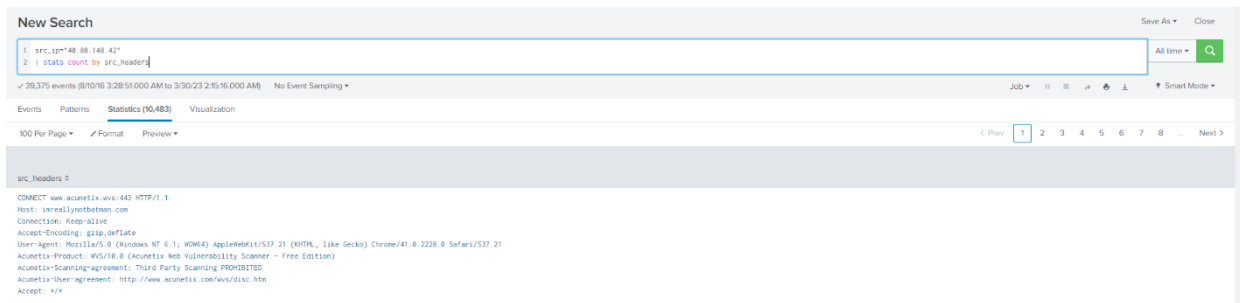 New Search
Save As ▾ Close
1 src_ip="40.80.148.42"
2 | stats count by src_headers
All time ▾
✓ 39,375 events (8/10/16 3:28:51.000 AM to 3/30/23 2:15:16.000 AM) No Event Sampling ▾
Job ▾ Smart Mode ▾
Events Patterns Statistics (10,483) Visualization
100 Per Page ▾ Format Preview ▾
< Prev 1 2 3 4 5 6 7 8 ... Next >
src_headers
CONNECT www.acunetix.wvs:443 HTTP/1.1
Host: imreallynotbatman.com
Connection: Keep-alive
Accept-Encoding: gzip,deflate
User-Agent: Mozilla/5.0 (Windows NT 6.1; WOW64) AppleWebKit/537.21 (KHTML, like Gecko) Chrome/41.0.2228.0 Safari/537.21
Acunetix-Product: WVS/10.0 (Acunetix Web Vulnerability Scanner - Free Edition)
Acunetix-Scanning-agreement: Third Party Scanning PROHIBITED
Acunetix-User-agreement: http://www.acunetix.com/wvs/disc.htm
Accept: */*